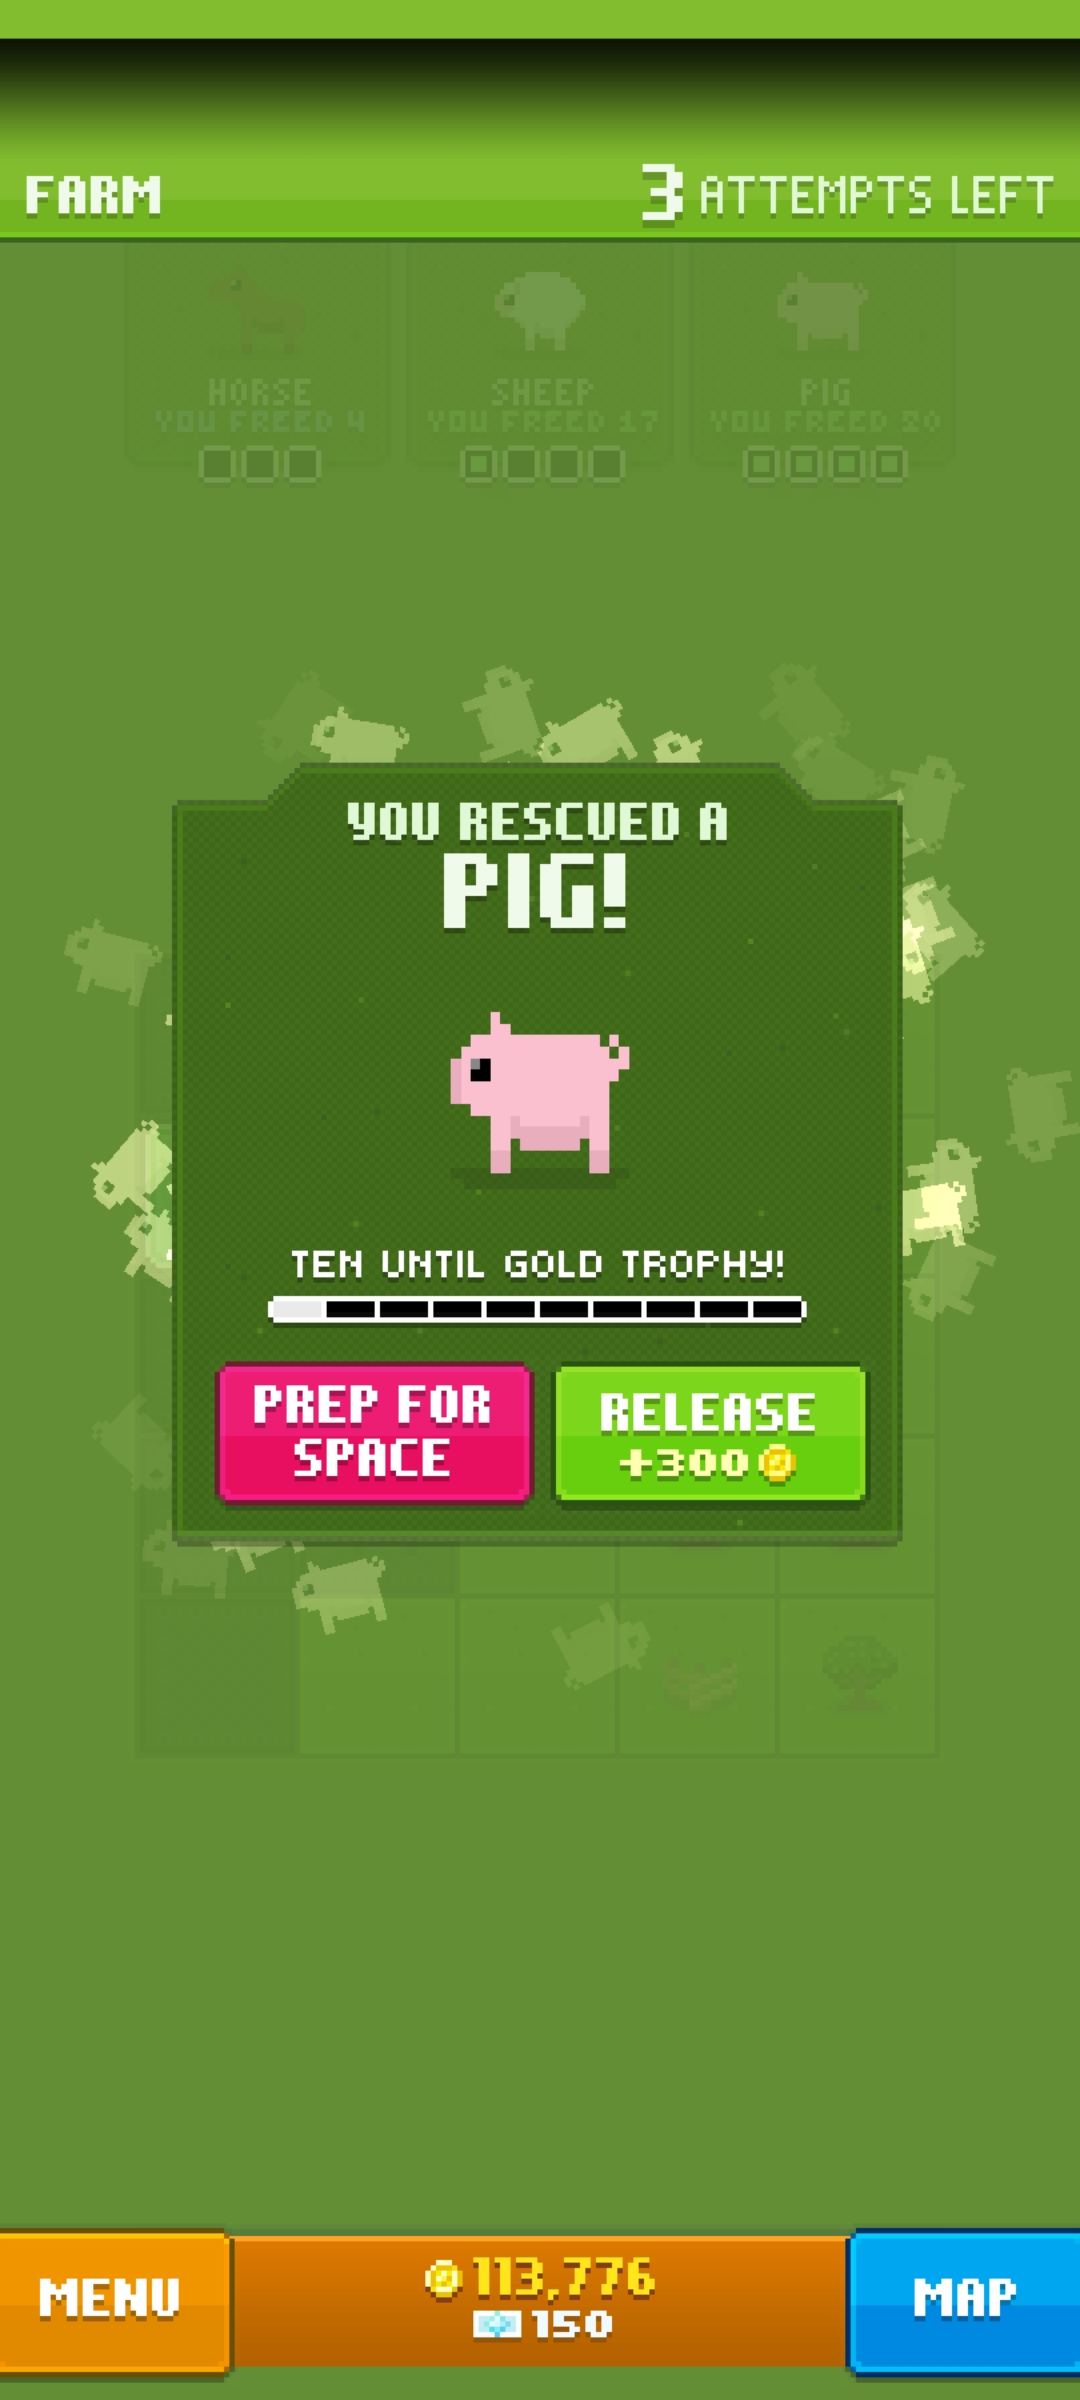 FARM
3 ATTEMPTS LEFT
HORSE
YOU FREED 4
SHEEP
YOU FREED 17
PIG
YOU FREED 20
YOU RESCUED A
PIG!
TEN UNTIL GOLD TROPHY!
PREP FOR
SPACE
RELEASE
+300
MENU
113,776
150
MAP